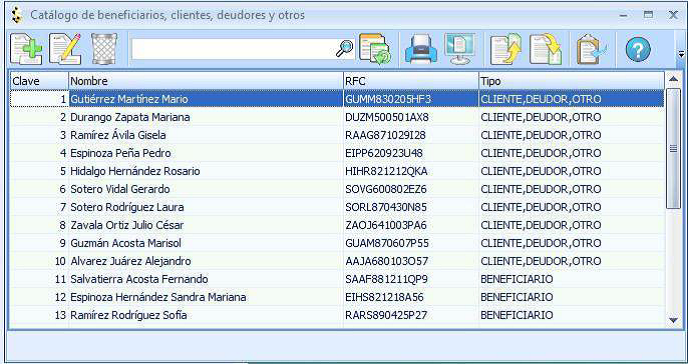 Catálogo de beneficiarios, clientes, deudores y otros
Clave Nombre RFC Tipo
1 Gutiérrez Martínez Mario GUMM830205HF3 CLIENTE,DEUDOR,OTRO
2 Durango Zapata Mariana DUZM500501AX8 CLIENTE,DEUDOR,OTRO
3 Ramírez Ávila Gisela RAAG871029I28 CLIENTE,DEUDOR,OTRO
4 Espinoza Peña Pedro EIPP620923U48 CLIENTE,DEUDOR,OTRO
5 Hidalgo Hernández Rosario HIHR821212QKA CLIENTE,DEUDOR,OTRO
6 Sotero Vidal Gerardo SOVG600802EZ6 CLIENTE,DEUDOR,OTRO
7 Sotero Rodríguez Laura SORL870430N85 CLIENTE,DEUDOR,OTRO
8 Zavala Ortiz Julio César ZAOJ641003PA6 CLIENTE,DEUDOR,OTRO
9 Guzmán Acosta Marisol GUAM870607P55 CLIENTE,DEUDOR,OTRO
10 Alvarez Juárez Alejandro AAJA680103O57 CLIENTE,DEUDOR,OTRO
11 Salvatierra Acosta Fernando SAAF881211QP9 BENEFICIARIO
12 Espinoza Hernández Sandra Mariana EIHS821218A56 BENEFICIARIO
13 Ramírez Rodríguez Sofía RARS890425P27 BENEFICIARIO